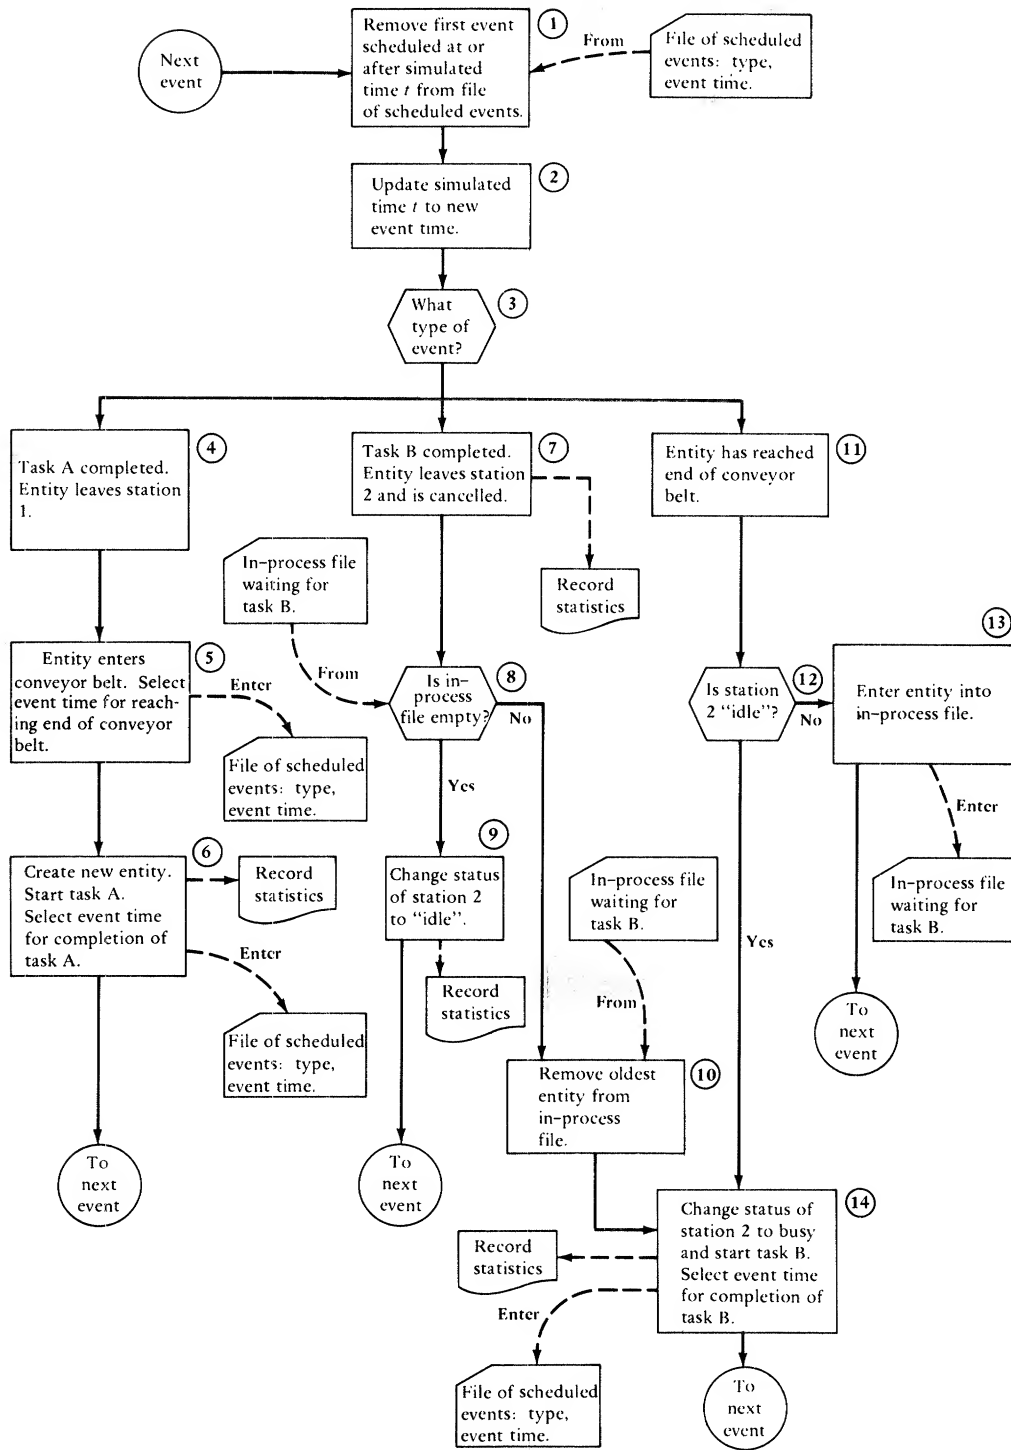 Next
event
1
Remove first event
scheduled at or
after simulated
time t from file
of scheduled events.
From
File of scheduled
events: type,
event time.
2
Update simulated
time t to new
event time.
3
What
type of
event?
4
Task A completed.
Entity leaves station
1.
7
Task B completed.
Entity leaves station
2 and is cancelled.
11
Entity has reached
end of conveyor
belt.
In-process file
waiting for
task B.
From
Record
statistics
5
Entity enters
conveyor belt. Select
event time for reach-
ing end of conveyor
belt.
Enter
File of scheduled
events: type,
event time.
8
Is in-
process
file empty?
No
Yes
12
Is station
2 "idle"?
No
Yes
13
Enter entity into
in-process file.
Enter
In-process file
waiting for
task B.
To
next
event
6
Create new entity.
Start task A.
Select event time
for completion of
task A.
Record
statistics
Enter
File of scheduled
events: type,
event time.
To
next
event
9
Change status
of station 2
to "idle".
Record
statistics
To
next
event
In-process file
waiting for
task B.
From
10
Remove oldest
entity from
in-process
file.
14
Change status of
station 2 to busy
and start task B.
Select event time
for completion of
task B.
Record
statistics
Enter
File of scheduled
events: type,
event time.
To
next
event